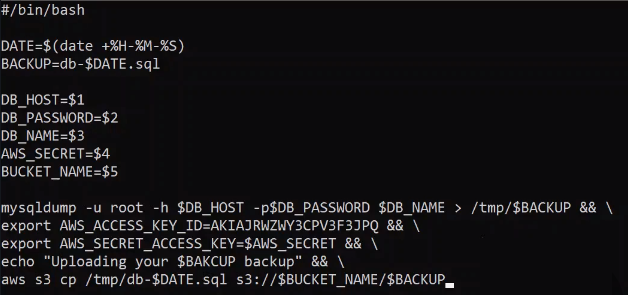 #/bin/bash
DATE=$(date +%H-%M-%S)
BACKUP=db-$DATE.sql
DB_HOST=$1
DB_PASSWORD=$2
DB_NAME=$3
AWS_SECRET=$4
BUCKET_NAME=$5
mysqldump -u root -h $DB_HOST -p$DB_PASSWORD $DB_NAME > /tmp/$BACKUP && \
export AWS_ACCESS_KEY_ID=AKIAJRWZWY3CPV3F3JPQ && \
export AWS_SECRET_ACCESS_KEY=$AWS_SECRET && \
echo "Uploading your $BAKCUP backup" && \
aws s3 cp /tmp/db-$DATE.sql s3://$BUCKET_NAME/$BACKUP